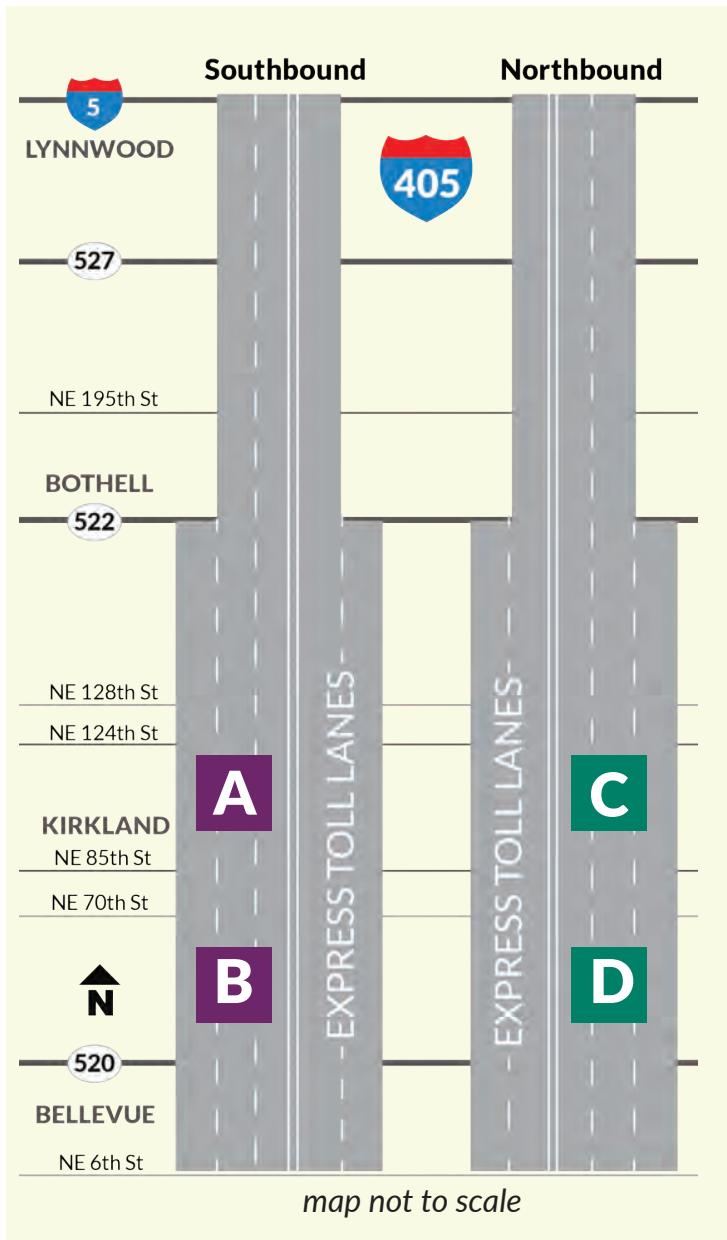 Southbound
Northbound
5
LYNNWOOD
405
527
NE 195th St
BOTHELL
522
NE 128th St
NE 124th St
EXPRESS TOLL LANES
EXPRESS TOLL LANES
A
C
KIRKLAND
NE 85th St
NE 70th St
B
D
N
520
BELLEVUE
NE 6th St
map not to scale